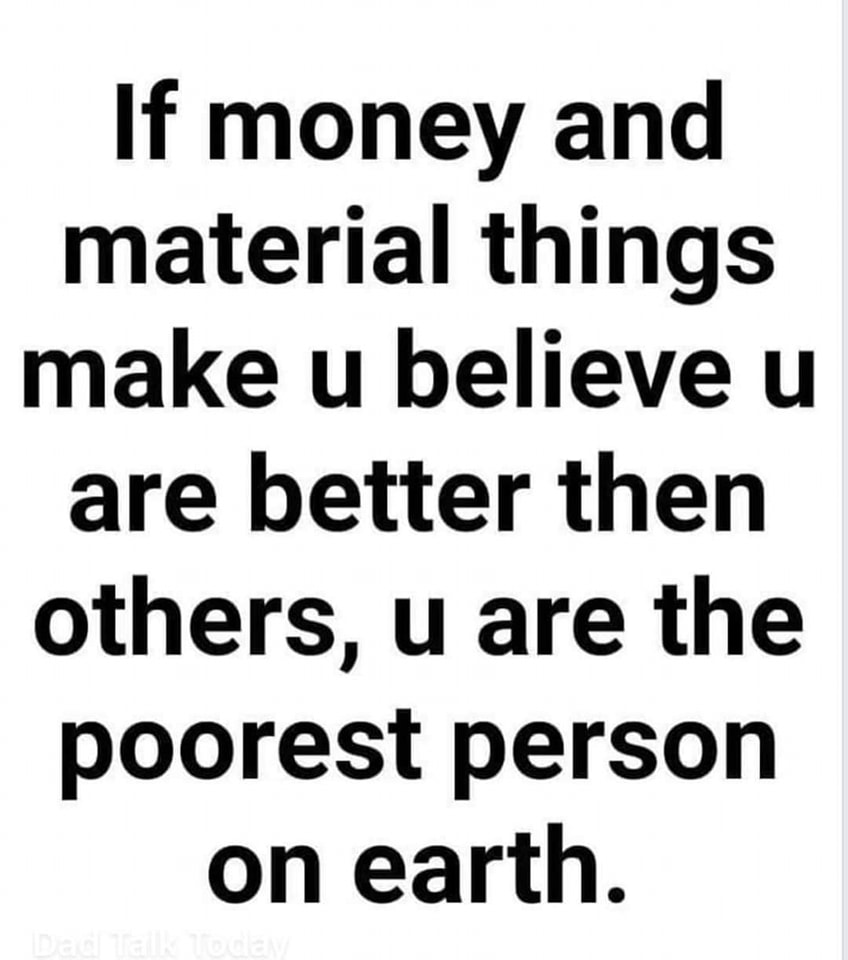 If money and
material things
make u believe u
are better then
others, u are the
poorest person
on earth.
Dad Talk Today